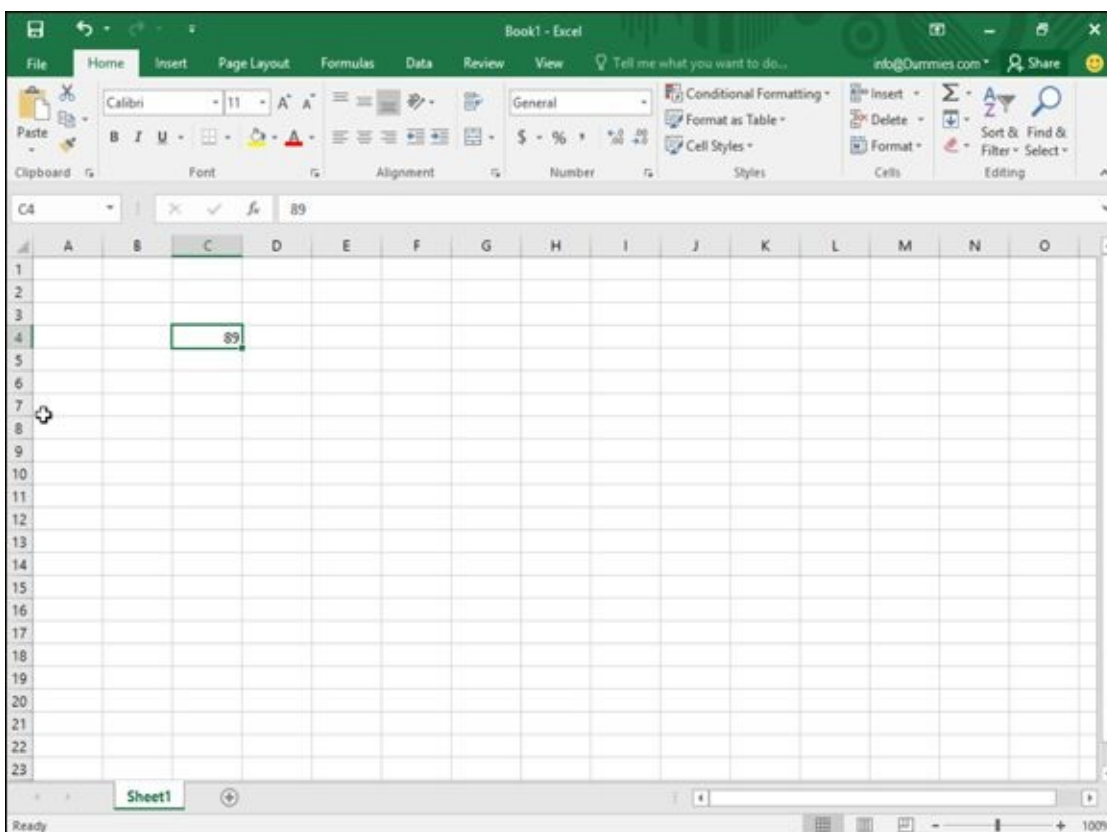 Book1 - Excel
File Home Insert Page Layout Formulas Data Review View Tell me what you want to do... info@Dummies.com Share
Calibri 11 A A General Conditional Formatting Insert Σ A Z
Paste B I U A $ % , Format as Table Delete Sort & Find &
Cell Styles Format Filter Select
Clipboard Font Alignment Number Styles Cells Editing
C4 fx 89
A B C D E F G H I J K L M N O
1
2
3
4 89
5
6
7
8
9
10
11
12
13
14
15
16
17
18
19
20
21
22
23
Sheet1
Ready 100%